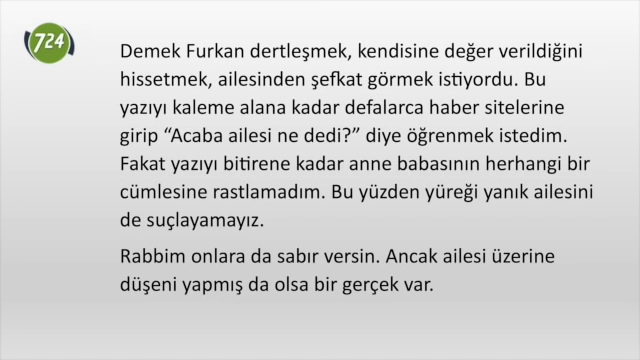 724
Demek Furkan dertleşmek, kendisine değer verildiğini
hissetmek, ailesinden şefkat görmek istiyordu. Bu
yazıyı kaleme alana kadar defalarca haber sitelerine
girip “Acaba ailesi ne dedi?” diye öğrenmek istedim.
Fakat yazıyı bitirene kadar anne babasının herhangi bir
cümlesine rastlamadım. Bu yüzden yüreği yanık ailesini
de suçlayamayız.
Rabbim onlara da sabır versin. Ancak ailesi üzerine
düşeni yapmış da olsa bir gerçek var.